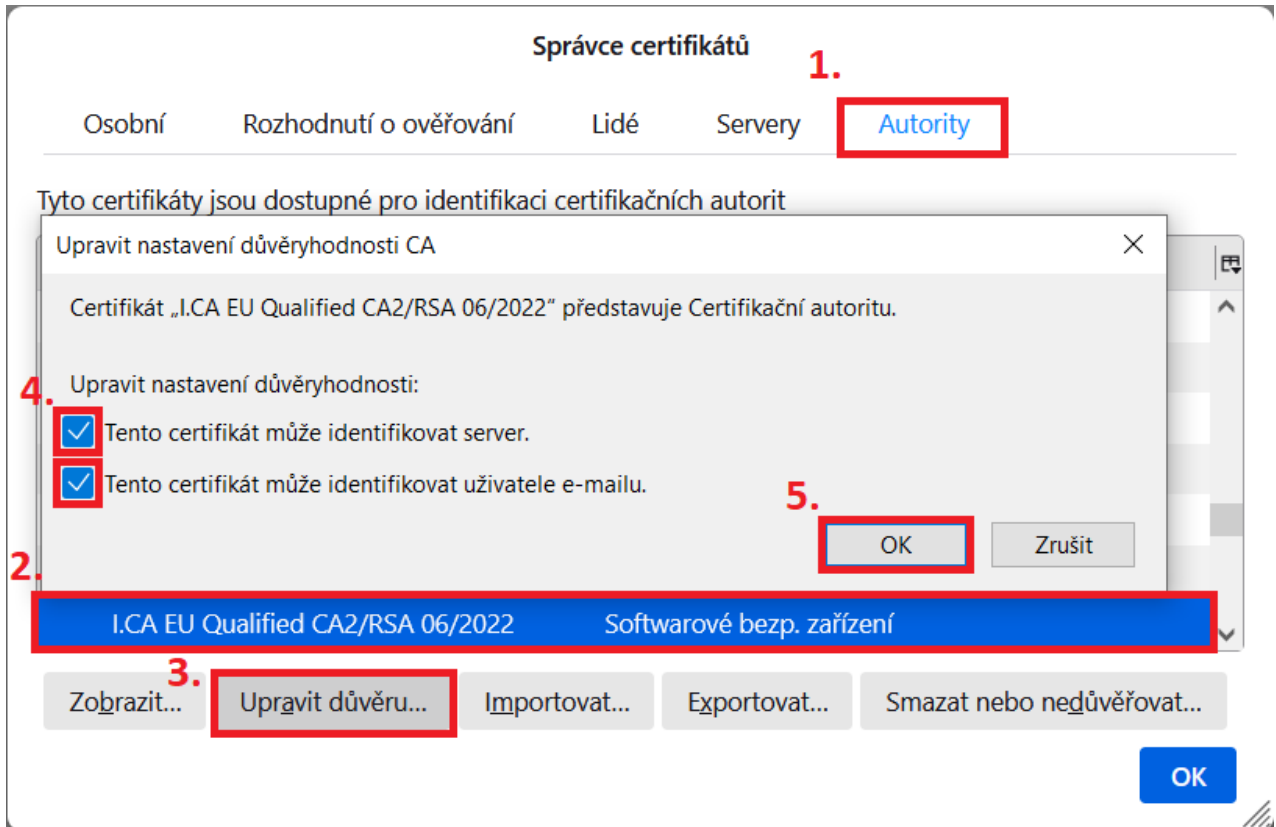 Správce certifikátů
1.
Osobní Rozhodnutí o ověřování Lidé Servery Autority
Tyto certifikáty jsou dostupné pro identifikaci certifikačních autorit
Upravit nastavení důvěryhodnosti CA
Certifikát „I.CA EU Qualified CA2/RSA 06/2022“ představuje Certifikační autoritu.
Upravit nastavení důvěryhodnosti:
4.
Tento certifikát může identifikovat server.
Tento certifikát může identifikovat uživatele e-mailu.
5.
OK Zrušit
2.
I.CA EU Qualified CA2/RSA 06/2022 Softwarové bezp. zařízení
3.
Zobrazit... Upravit důvěru... Importovat... Exportovat... Smazat nebo nedůvěřovat...
OK